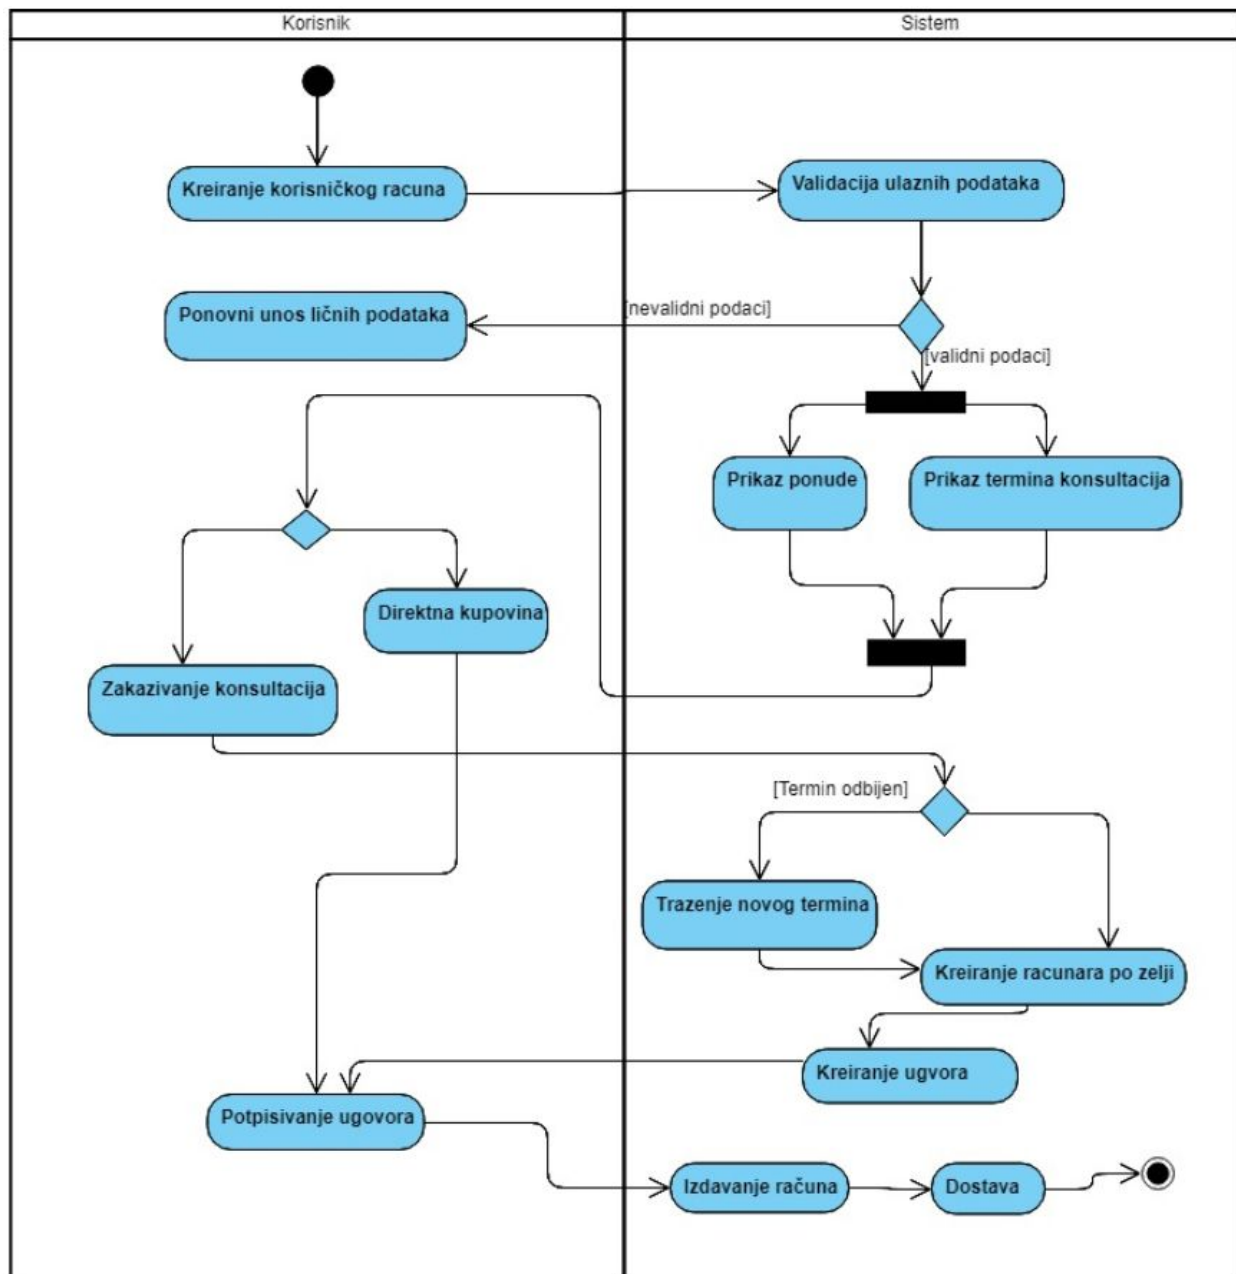 Korisnik
Sistem
Kreiranje korisničkog racuna
Validacija ulaznih podataka
Ponovni unos ličnih podataka
[nevalidni podaci]
[validni podaci]
Prikaz ponude
Prikaz termina konsultacija
Direktna kupovina
Zakazivanje konsultacija
[Termin odbijen]
Trazenje novog termina
Kreiranje racunara po zelji
Kreiranje ugvora
Potpisivanje ugovora
Izdavanje računa
Dostava